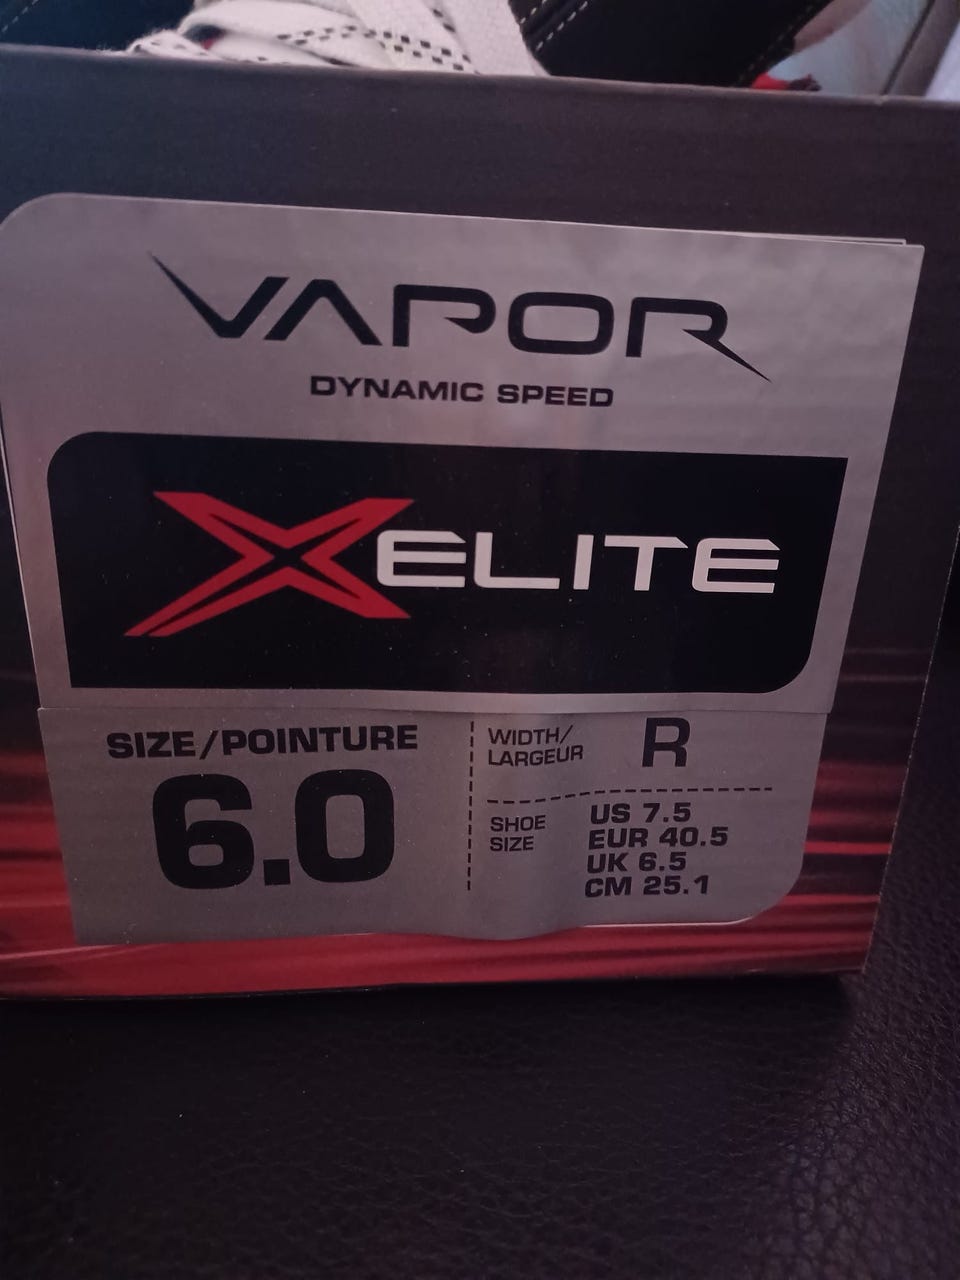 VAPOR
DYNAMIC SPEED
XELITE
SIZE/POINTURE
6.0
WIDTH/
LARGEUR
R
SHOE
SIZE
US 7.5
EUR 40.5
UK 6.5
CM 25.1